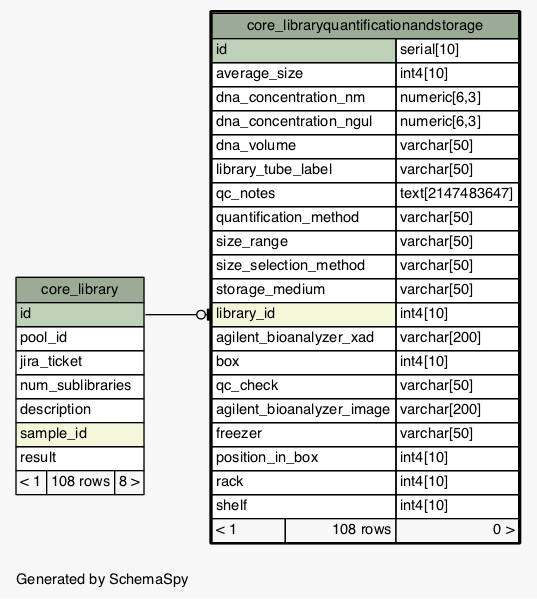 core_libraryquantificationandstorage
id serial[10]
average_size int4[10]
dna_concentration_nm numeric[6,3]
dna_concentration_ngul numeric[6,3]
dna_volume varchar[50]
library_tube_label varchar[50]
qc_notes text[2147483647]
quantification_method varchar[50]
size_range varchar[50]
size_selection_method varchar[50]
storage_medium varchar[50]
library_id int4[10]
agilent_bioanalyzer_xad varchar[200]
box int4[10]
qc_check varchar[50]
agilent_bioanalyzer_image varchar[200]
freezer varchar[50]
position_in_box int4[10]
rack int4[10]
shelf int4[10]
< 1 108 rows 0 >
core_library
id
pool_id
jira_ticket
num_sublibraries
description
sample_id
result
< 1 108 rows 8 >
Generated by SchemaSpy